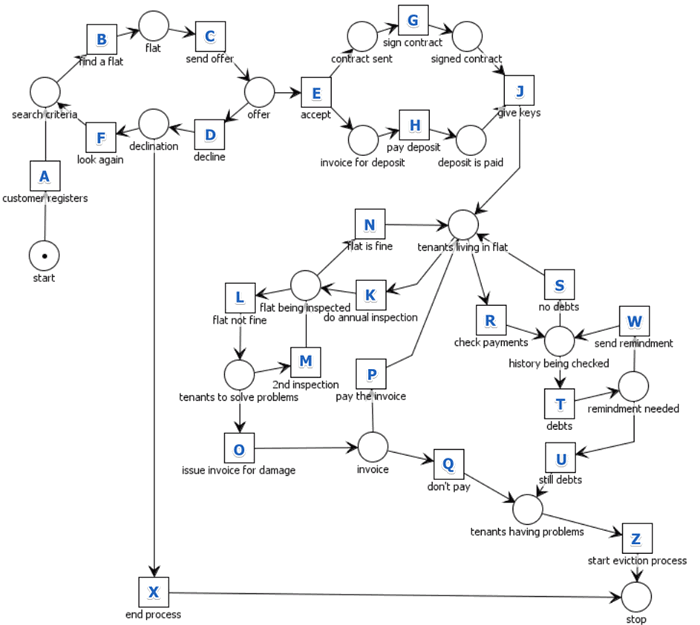 B
find a flat
flat
C
send offer
G
sign contract
contract sent
signed contract
search criteria
offer
E
accept
J
give keys
F
look again
declination
D
decline
H
pay deposit
invoice for deposit
deposit is paid
A
customer registers
start
N
flat is fine
tenants living in flat
L
flat not fine
flat being inspected
K
do annual inspection
S
no debts
R
check payments
W
send remindment
history being checked
M
2nd inspection
tenants to solve problems
P
pay the invoice
T
debts
remindment needed
O
issue invoice for damage
invoice
Q
don't pay
U
still debts
tenants having problems
Z
start eviction process
X
end process
stop